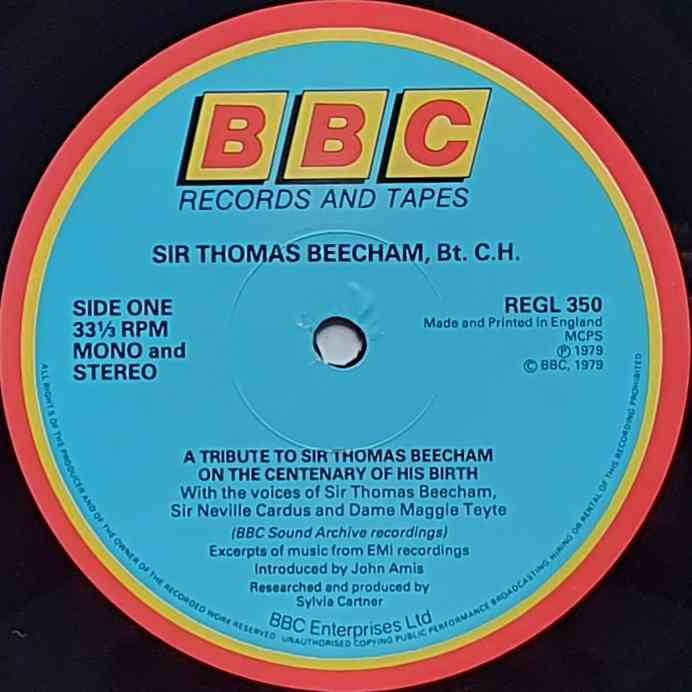 BBC
RECORDS AND TAPES
SIR THOMAS BEECHAM, Bt. C.H.
SIDE ONE
33⅓ RPM
MONO and
STEREO
REGL 350
Made and Printed in England
MCPS
Ⓟ 1979
© BBC, 1979
A TRIBUTE TO SIR THOMAS BEECHAM
ON THE CENTENARY OF HIS BIRTH
With the voices of Sir Thomas Beecham,
Sir Neville Cardus and Dame Maggie Teyte
(BBC Sound Archive recordings)
Excerpts of music from EMI recordings
Introduced by John Amis
Researched and produced by
Sylvia Cartner
BBC Enterprises Ltd
ALL RIGHTS OF THE PRODUCER AND OF THE OWNER OF THE RECORDED WORK RESERVED UNAUTHORISED COPYING PUBLIC PERFORMANCE BROADCASTING, HIRING OR RENTAL OF THIS RECORDING PROHIBITED